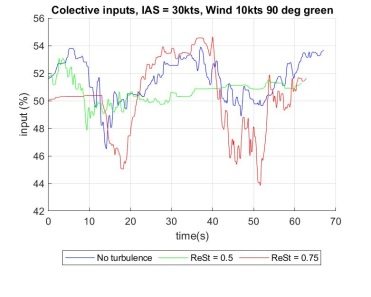 Colective inputs, IAS = 30kts, Wind 10kts 90 deg green
56
54
52
50
48
46
44
42
input (%)
0 10 20 30 40 50 60 70
time(s)
No turbulence ReSt = 0.5 ReSt = 0.75